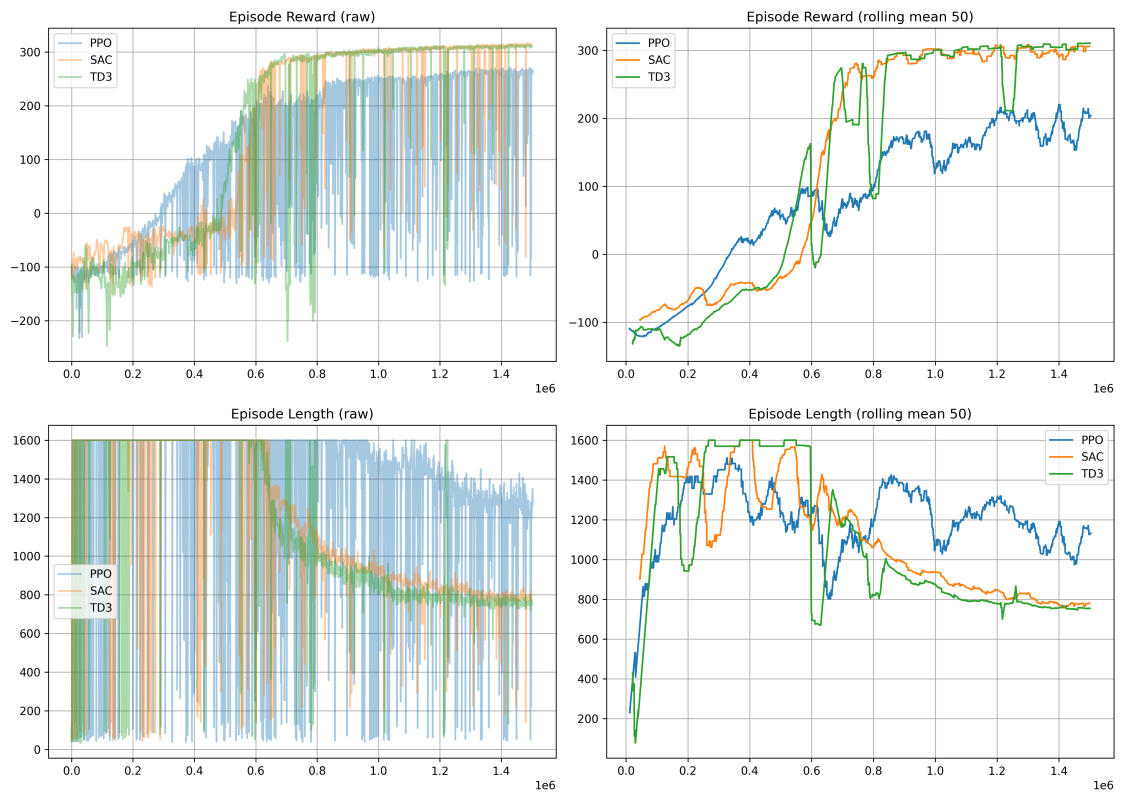 Episode Reward (raw)
300
200
100
0
−100
−200
PPO
SAC
TD3
0.0 0.2 0.4 0.6 0.8 1.0 1.2 1.4
1e6
Episode Reward (rolling mean 50)
300
200
100
0
−100
PPO
SAC
TD3
0.0 0.2 0.4 0.6 0.8 1.0 1.2 1.4
1e6
Episode Length (raw)
1600
1400
1200
1000
800
600
400
200
0
PPO
SAC
TD3
0.0 0.2 0.4 0.6 0.8 1.0 1.2 1.4
1e6
Episode Length (rolling mean 50)
1600
1400
1200
1000
800
600
400
200
PPO
SAC
TD3
0.0 0.2 0.4 0.6 0.8 1.0 1.2 1.4
1e6